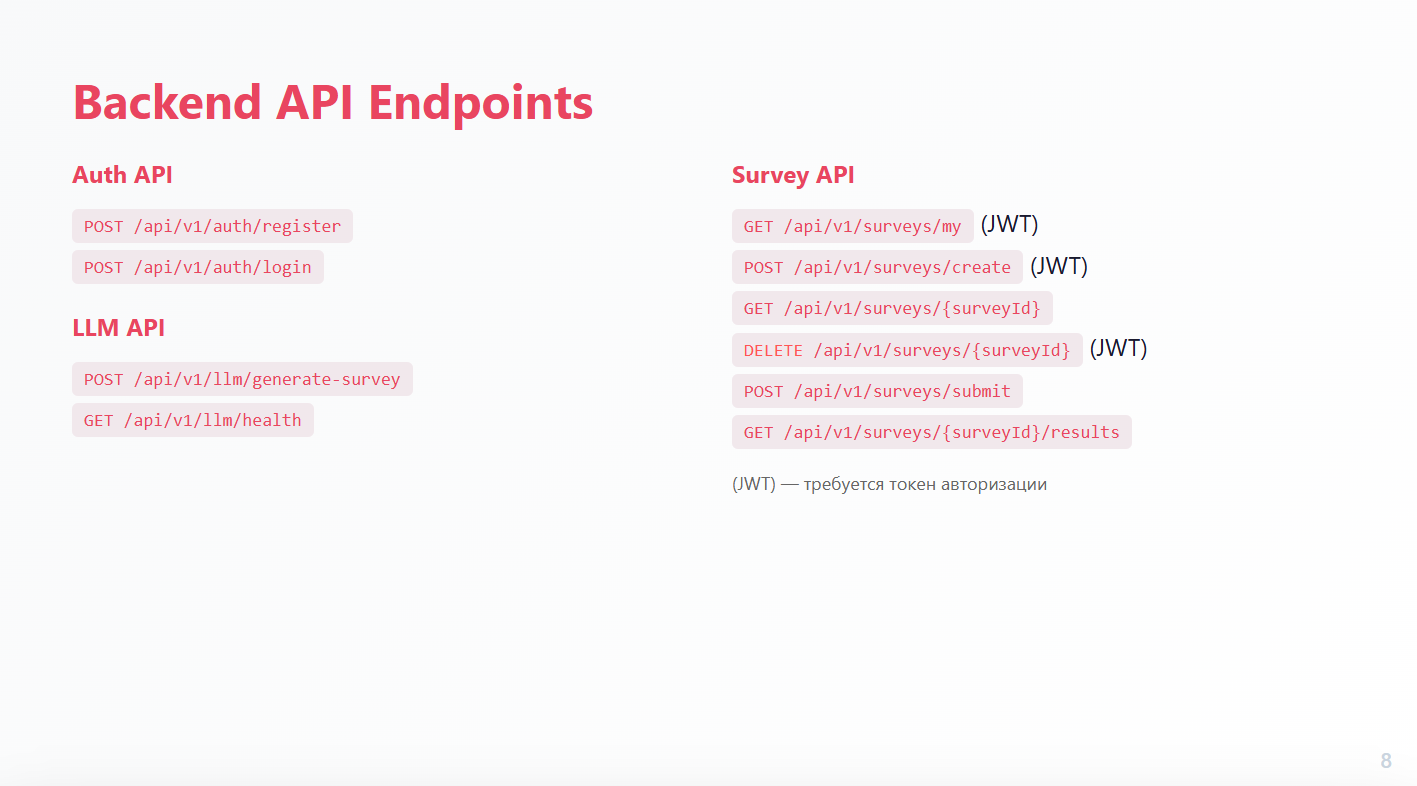 Backend API Endpoints
Auth API
POST /api/v1/auth/register
POST /api/v1/auth/login
LLM API
POST /api/v1/llm/generate-survey
GET /api/v1/llm/health
Survey API
GET /api/v1/surveys/my (JWT)
POST /api/v1/surveys/create (JWT)
GET /api/v1/surveys/{surveyId}
DELETE /api/v1/surveys/{surveyId} (JWT)
POST /api/v1/surveys/submit
GET /api/v1/surveys/{surveyId}/results
(JWT) — требуется токен авторизации
8